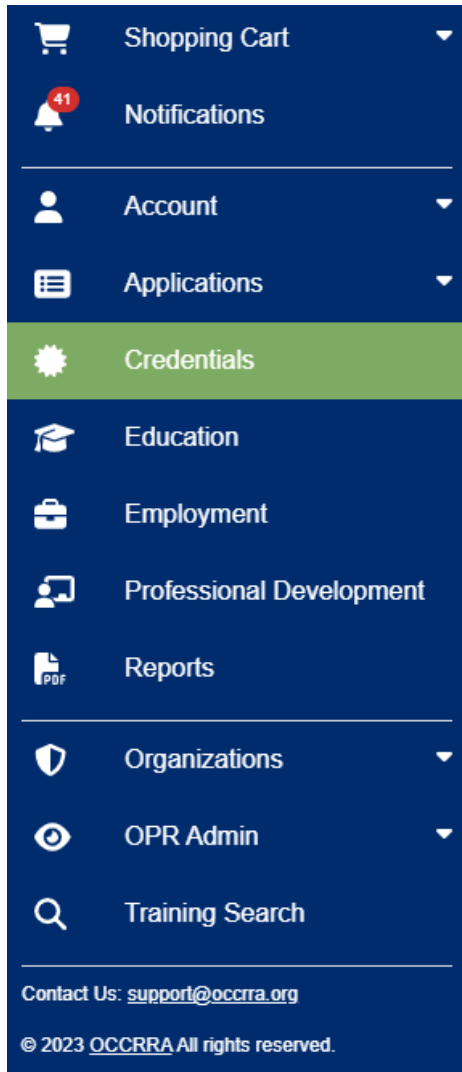 Shopping Cart
41
Notifications
Account
Applications
Credentials
Education
Employment
Professional Development
PDF
Reports
Organizations
OPR Admin
Training Search
Contact Us: support@occrra.org
© 2023 OCCRRA All rights reserved.